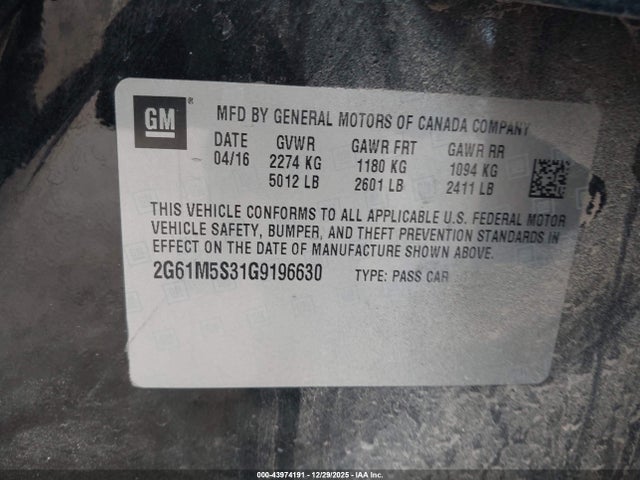 GM ®
MFD BY GENERAL MOTORS OF CANADA COMPANY
DATE GVWR GAWR FRT GAWR RR
04/16 2274 KG 1180 KG 1094 KG
5012 LB 2601 LB 2411 LB
THIS VEHICLE CONFORMS TO ALL APPLICABLE U.S. FEDERAL MOTOR
VEHICLE SAFETY, BUMPER, AND THEFT PREVENTION STANDARDS IN
EFFECT ON THE DATE OF MANUFACTURE SHOWN ABOVE.
2G61M5S31G9196630 TYPE: PASS CAR
000-43974191 - 12/29/2025 - IAA Inc.